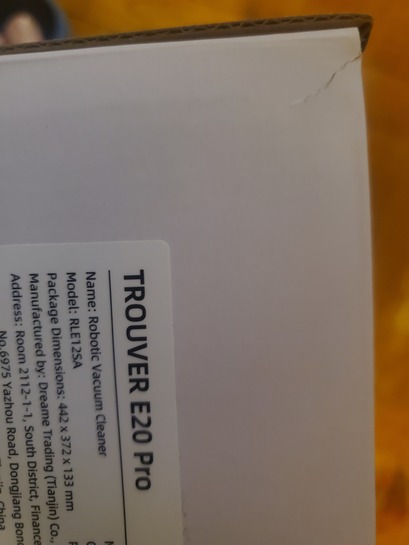 TROUVER E20 Pro
Name: Robotic Vacuum Cleaner
Model: RLE12SA
Package Dimensions: 442 x 372 x 133 mm
Manufactured by: Dreame Trading (Tianjin) Co.,
Address: Room 2112-1-1, South District, Finance
No.6975 Yazhou Road, Dongjiang
China